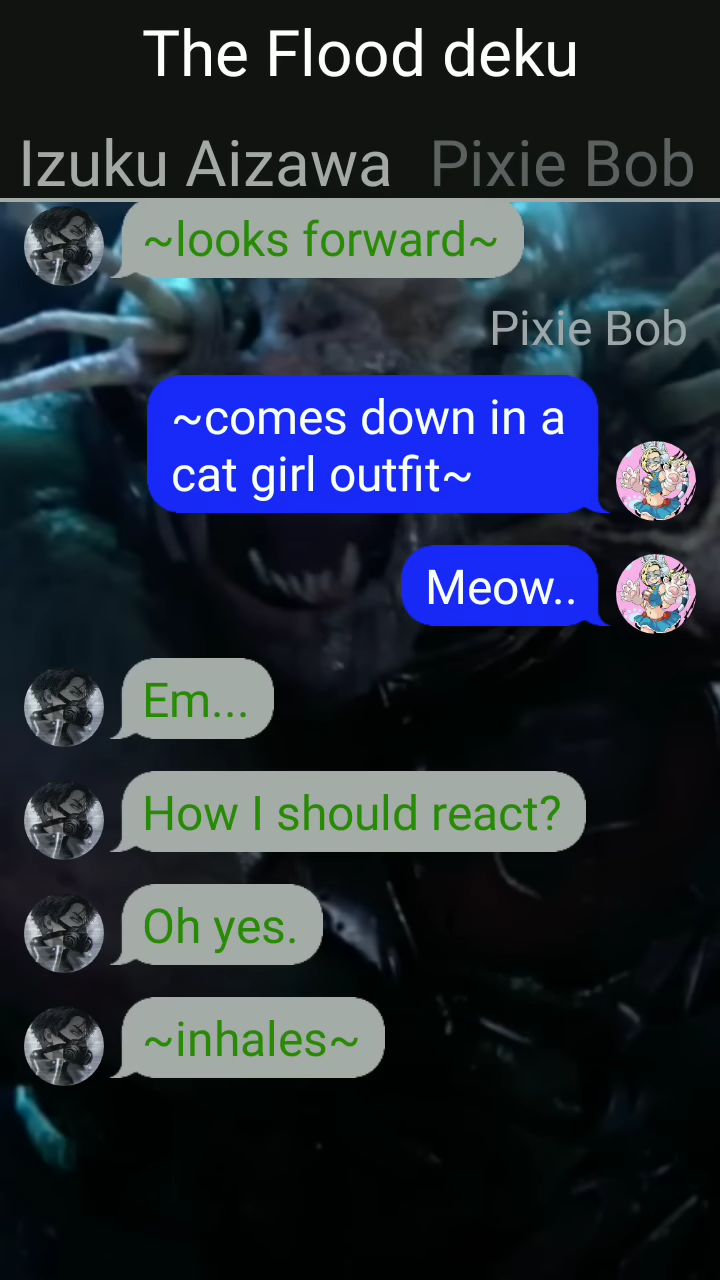 The Flood deku
Izuku Aizawa Pixie Bob
~looks forward~
Pixie Bob
~comes down in a
cat girl outfit~
Meow..
Em...
How I should react?
Oh yes.
~inhales~